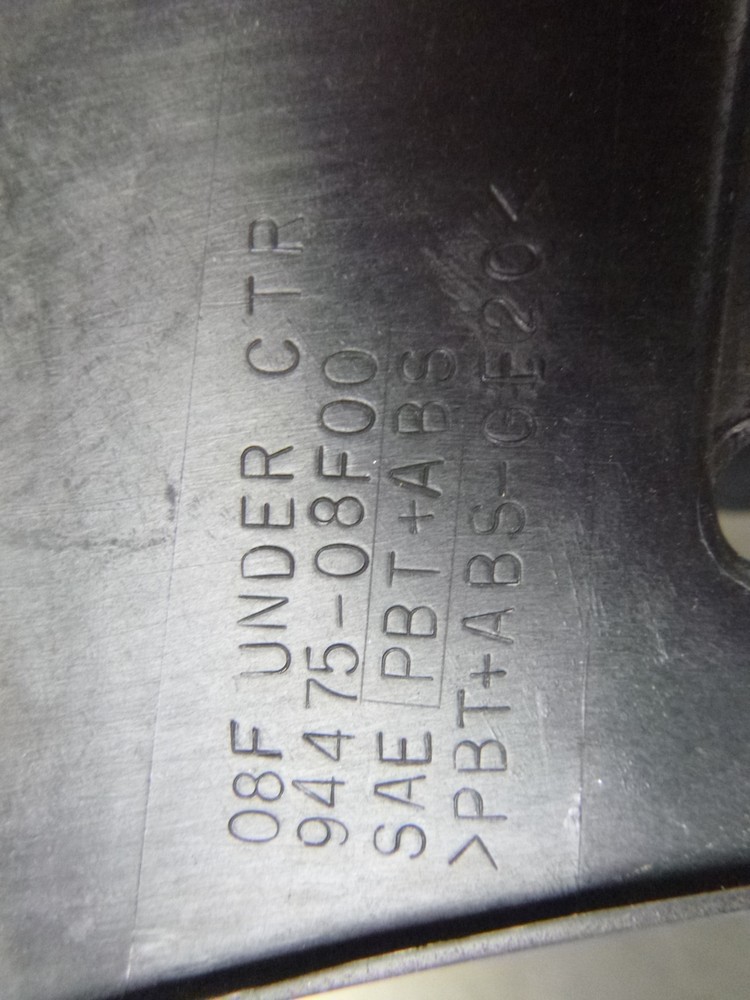 08F UNDER CTR
94475-08F00
SAE PBT+ABS
>PBT+ABS-GF20<